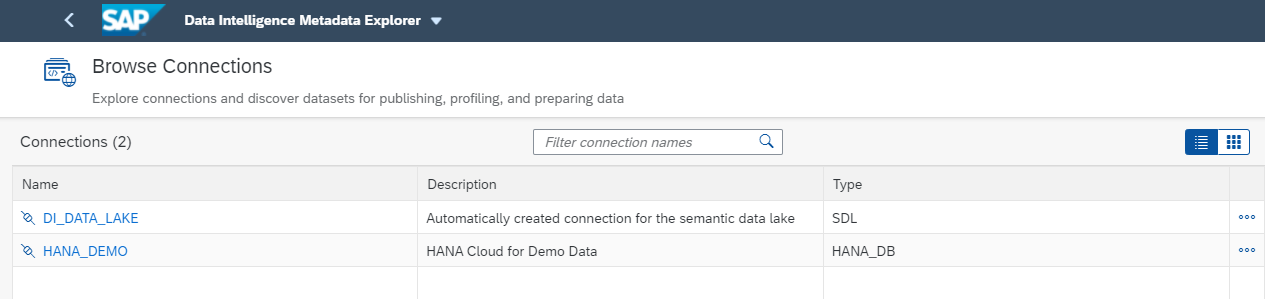 SAP Data Intelligence Metadata Explorer
Browse Connections
Explore connections and discover datasets for publishing, profiling, and preparing data
Connections (2) Filter connection names
Name Description Type
DI_DATA_LAKE Automatically created connection for the semantic data lake SDL
HANA_DEMO HANA Cloud for Demo Data HANA_DB